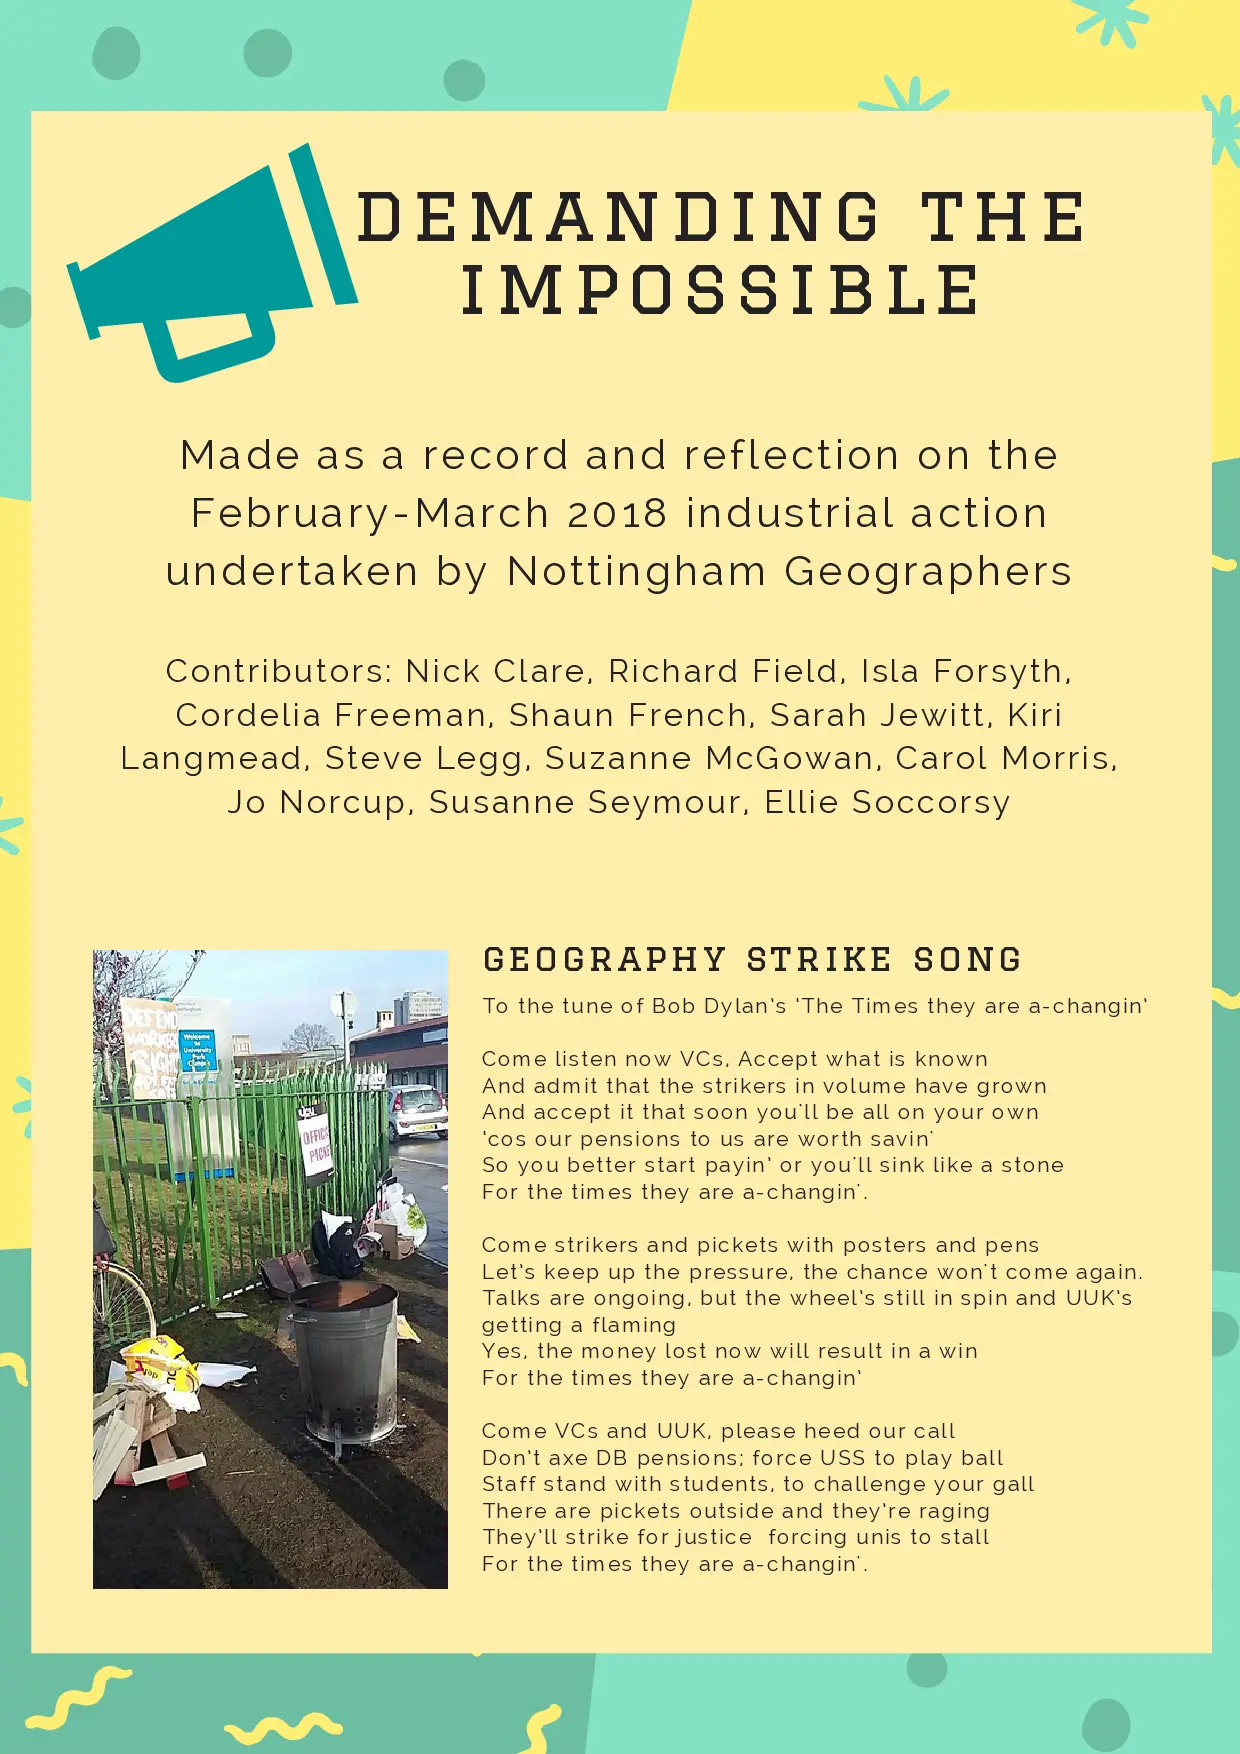 DEMANDING THE
IMPOSSIBLE
Made as a record and reflection on the
February-March 2018 industrial action
undertaken by Nottingham Geographers
Contributors: Nick Clare, Richard Field, Isla Forsyth,
Cordelia Freeman, Shaun French, Sarah Jewitt, Kiri
Langmead, Steve Legg, Suzanne McGowan, Carol Morris,
Jo Norcup, Susanne Seymour, Ellie Soccorsy
DEFEND
WORKERS
RIGHT
Welcome
to
University
Park
Campus
UCU
OFFICIAL
PICKET
GEOGRAPHY STRIKE SONG
To the tune of Bob Dylan's 'The Times they are a-changin'
Come listen now VCs, Accept what is known
And admit that the strikers in volume have grown
And accept it that soon you'll be all on your own
'cos our pensions to us are worth savin'
So you better start payin' or you'll sink like a stone
For the times they are a-changin'.
Come strikers and pickets with posters and pens
Let's keep up the pressure, the chance won't come again.
Talks are ongoing, but the wheel's still in spin and UUK's
getting a flaming
Yes, the money lost now will result in a win
For the times they are a-changin'
Come VCs and UUK, please heed our call
Don't axe DB pensions; force USS to play ball
Staff stand with students, to challenge your gall
There are pickets outside and they're raging
They'll strike for justice  forcing unis to stall
For the times they are a-changin'.